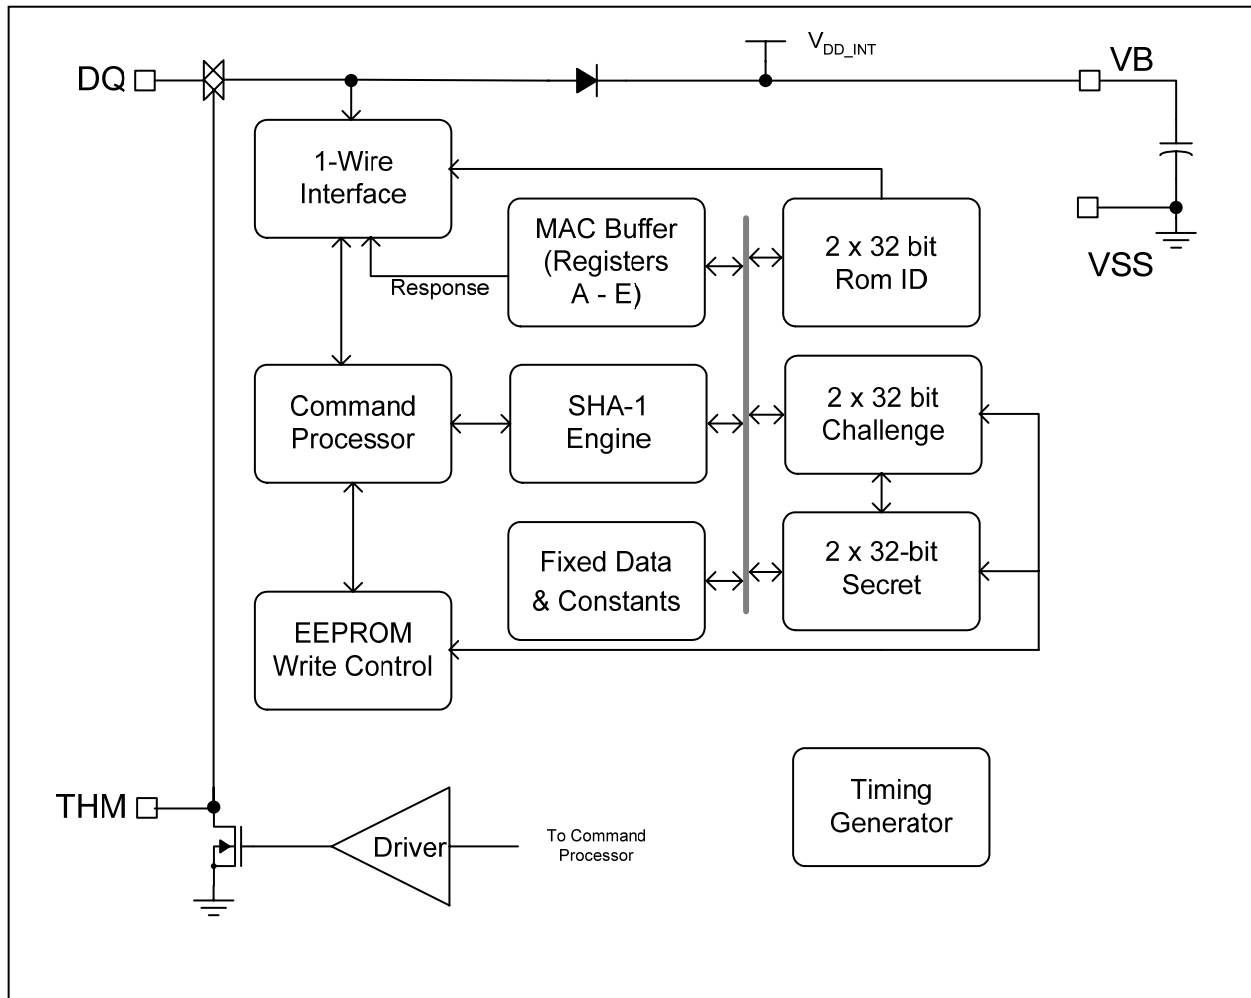 V_DD_INT
DQ
VB
1-Wire
Interface
MAC Buffer
(Registers
A - E)
2 x 32 bit
Rom ID
VSS
Response
Command
Processor
SHA-1
Engine
2 x 32 bit
Challenge
Fixed Data
& Constants
2 x 32-bit
Secret
EEPROM
Write Control
THM
Driver
To Command
Processor
Timing
Generator